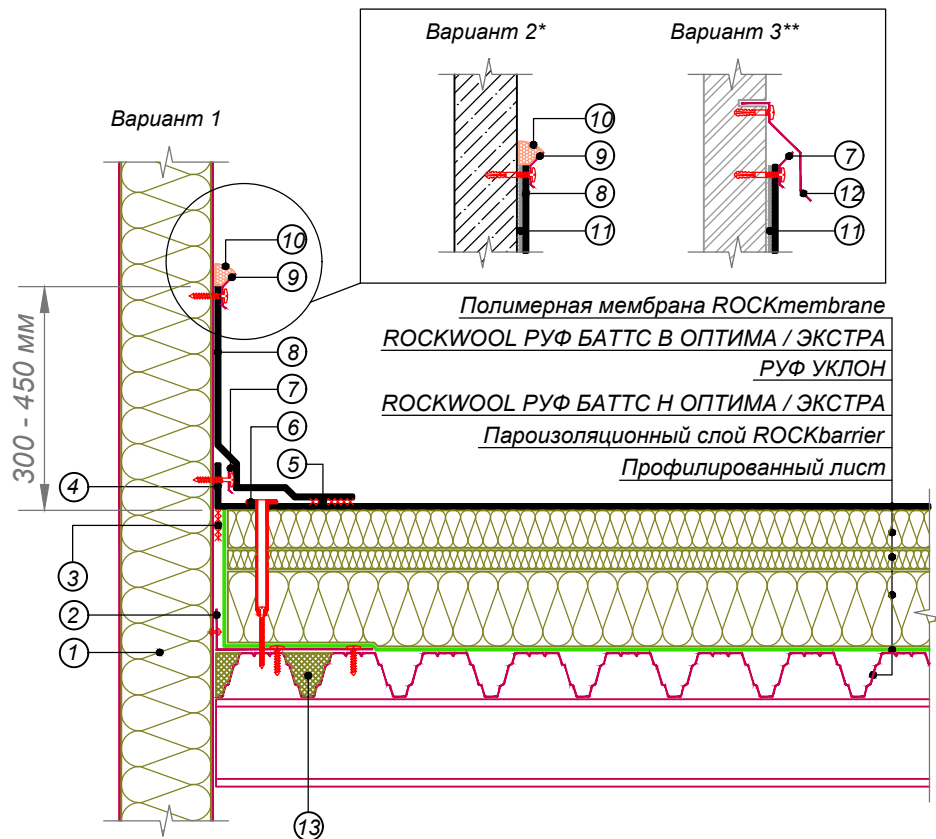 Вариант 2*
Вариант 3**
Вариант 1
10
9
8
11
7
12
11
10
9
8
7
6
5
4
3
2
1
13
300 - 450 мм
Полимерная мембрана ROCKmembrane
ROCKWOOL РУФ БАТТС В ОПТИМА / ЭКСТРА
РУФ УКЛОН
ROCKWOOL РУФ БАТТС Н ОПТИМА / ЭКСТРА
Пароизоляционный слой ROCKbarrier
Профилированный лист